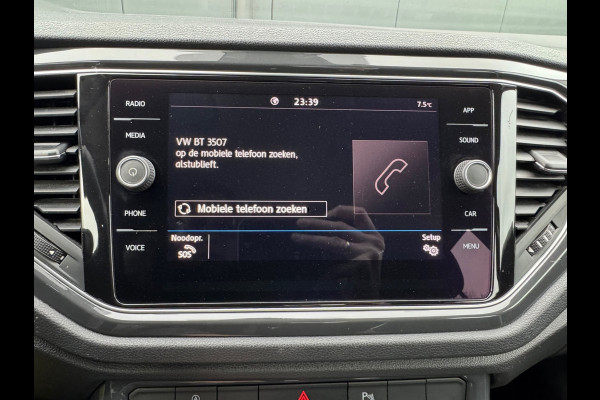 23:39
7.5°C
RADIO
MEDIA
PHONE
VOICE
VW BT 3507
op de mobiele telefoon zoeken,
alstublieft.
Mobiele telefoon zoeken
Noodopr.
SOS
Setup
APP
SOUND
CAR
MENU